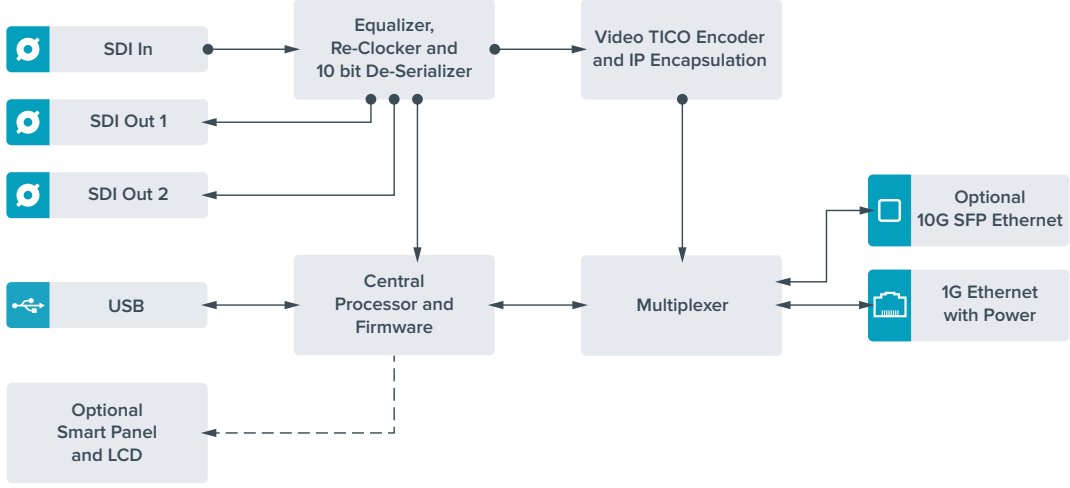 SDI In
Equalizer,
Re-Clocker and
10 bit De-Serializer
Video TICO Encoder
and IP Encapsulation
SDI Out 1
SDI Out 2
Optional
10G SFP Ethernet
USB
Central
Processor and
Firmware
Multiplexer
1G Ethernet
with Power
Optional
Smart Panel
and LCD